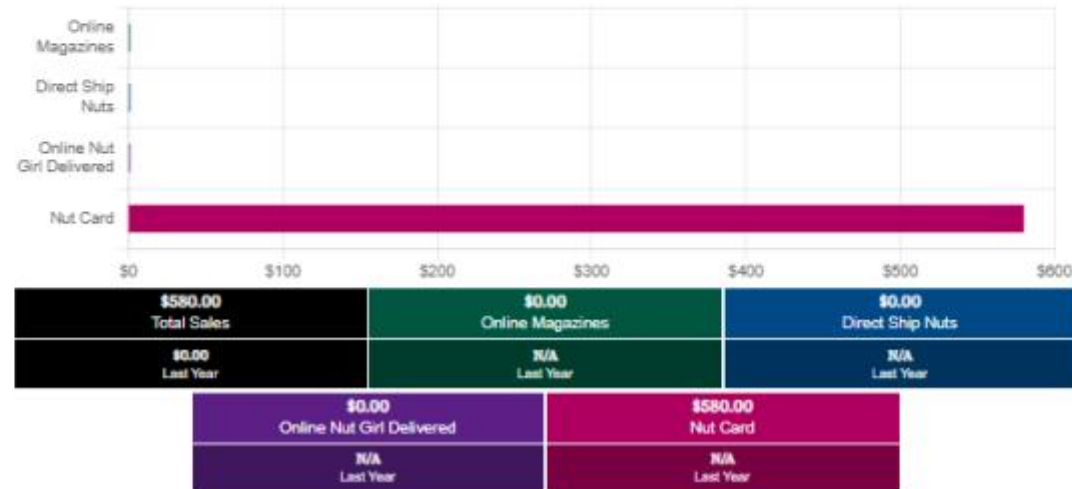 Online
Magazines
Direct Ship
Nuts
Online Nut
Girl Delivered
Nut Card
$0 $100 $200 $300 $400 $500 $600
$580.00 $0.00 $0.00
Total Sales Online Magazines Direct Ship Nuts
$0.00 N/A N/A
Last Year Last Year Last Year
$0.00 $580.00
Online Nut Girl Delivered Nut Card
N/A N/A
Last Year Last Year